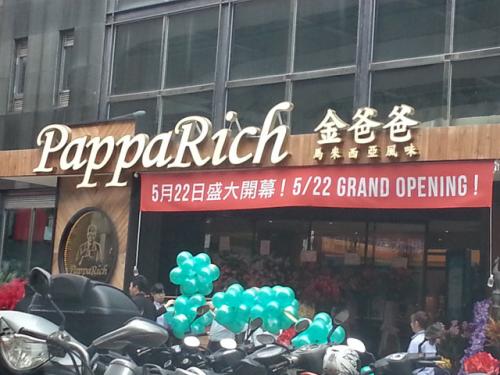 PappaRich 金爸爸
馬來西亞風味
5月22日盛大開幕！5/22 GRAND OPENING！
PappaRich